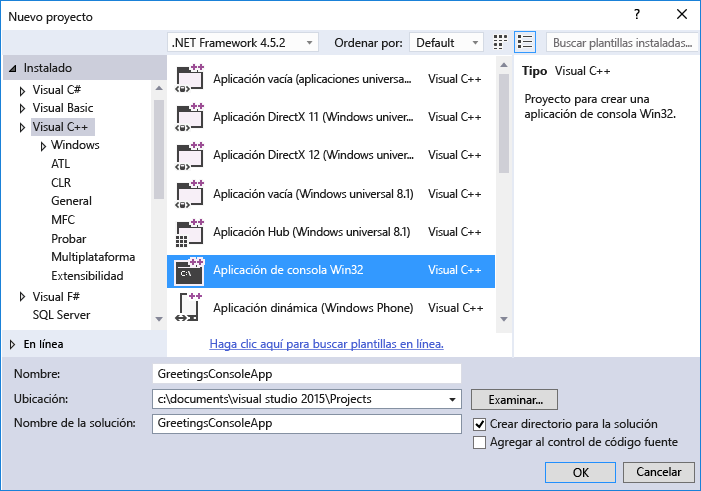 Nuevo proyecto
? 
.NET Framework 4.5.2 Ordenar por: Default Buscar plantillas instaladas...
Instalado
Visual C#
Visual Basic
Visual C++
Windows
ATL
CLR
General
MFC
Probar
Multiplataforma
Extensibilidad
Visual F#
SQL Server
En línea
Aplicación vacía (aplicaciones universa... Visual C++
Aplicación DirectX 11 (Windows univer... Visual C++
Aplicación DirectX 12 (Windows univer... Visual C++
Aplicación vacía (Windows universal 8.1) Visual C++
Aplicación Hub (Windows universal 8.1) Visual C++
C:\ Aplicación de consola Win32 Visual C++
Aplicación dinámica (Windows Phone) Visual C++
Haga clic aquí para buscar plantillas en línea.
Tipo Visual C++
Proyecto para crear una
aplicación de consola Win32.
Nombre: GreetingsConsoleApp
Ubicación: c:\documents\visual studio 2015\Projects Examinar...
Nombre de la solución: GreetingsConsoleApp
Crear directorio para la solución
Agregar al control de código fuente
OK Cancelar